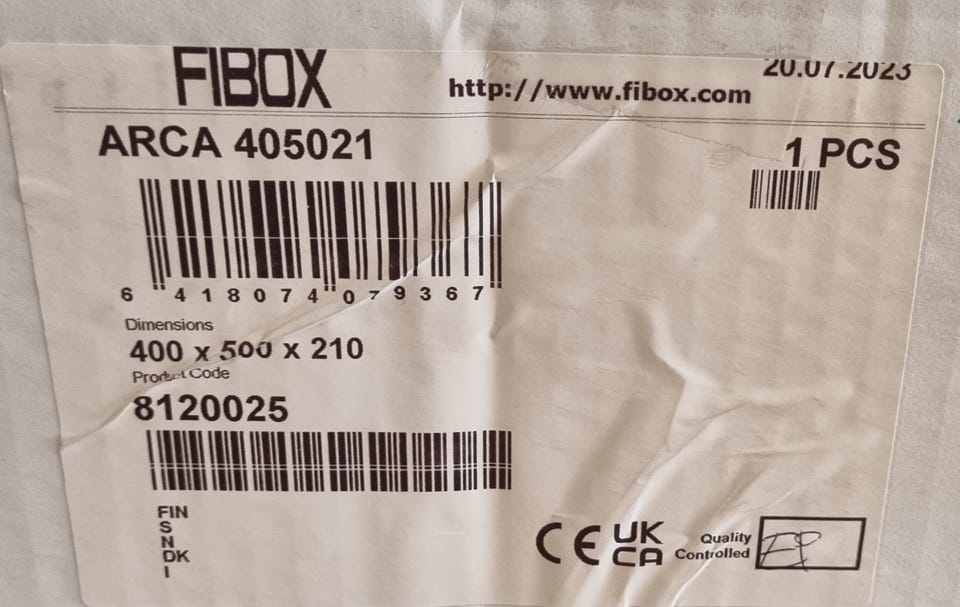 FIBOX
http://www.fibox.com
20.07.2023
ARCA 405021
1 PCS
6 418074 079367
Dimensions
400 x 500 x 210
Product Code
8120025
FIN
S
N
DK
I
CE
UK
CA
Quality
Controlled